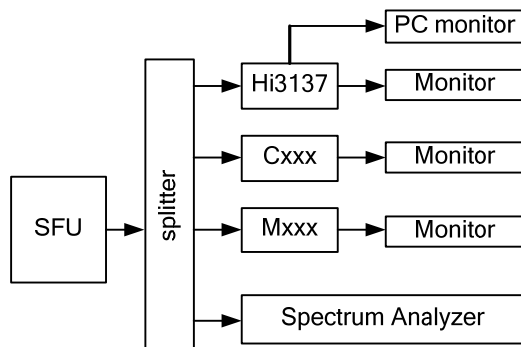 PC monitor
Hi3137
Monitor
Cxxx
Monitor
SFU
splitter
Mxxx
Monitor
Spectrum Analyzer